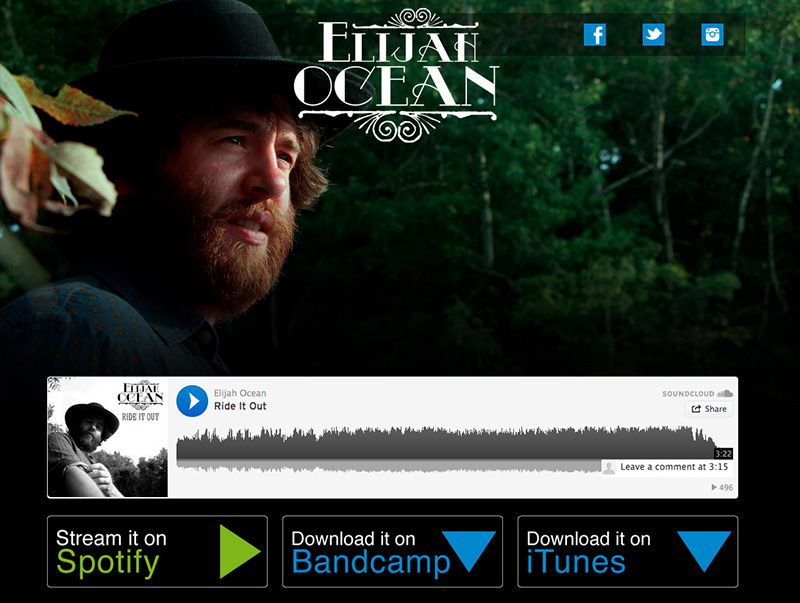 ELIJAH
OCEAN
ELIJAH
OCEAN
RIDE IT OUT
Elijah Ocean
Ride It Out
SOUNDCLOUD
Share
3:22
Leave a comment at 3:15
496
Stream it on
Spotify
Download it on
Bandcamp
Download it on
iTunes